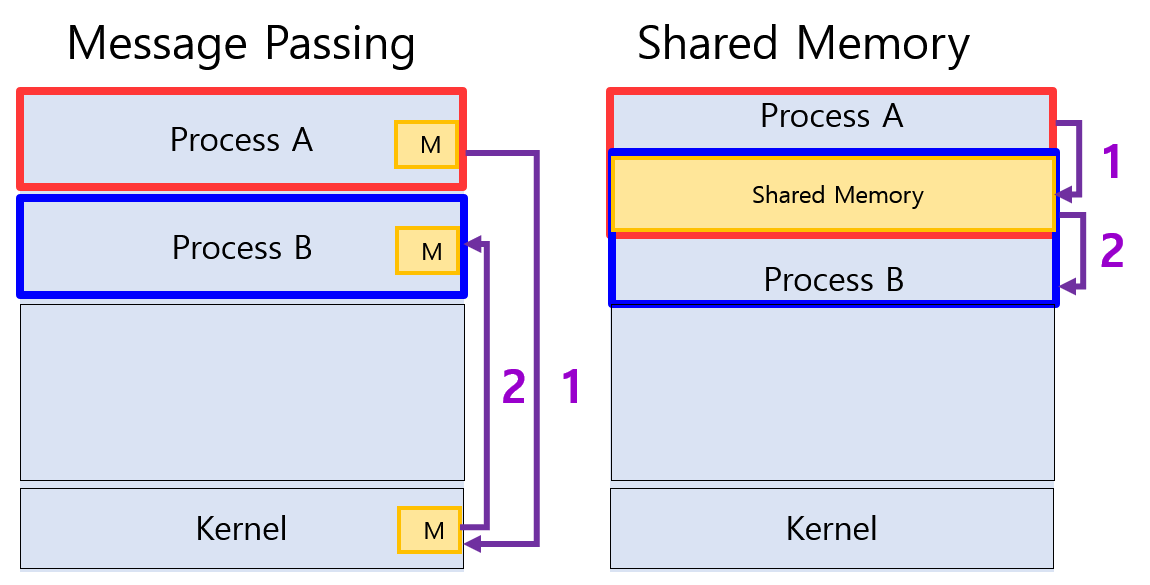 Message Passing
Process A
M
1
Process B
M
2
Kernel
M
Shared Memory
Process A
1
Shared Memory
2
Process B
Kernel